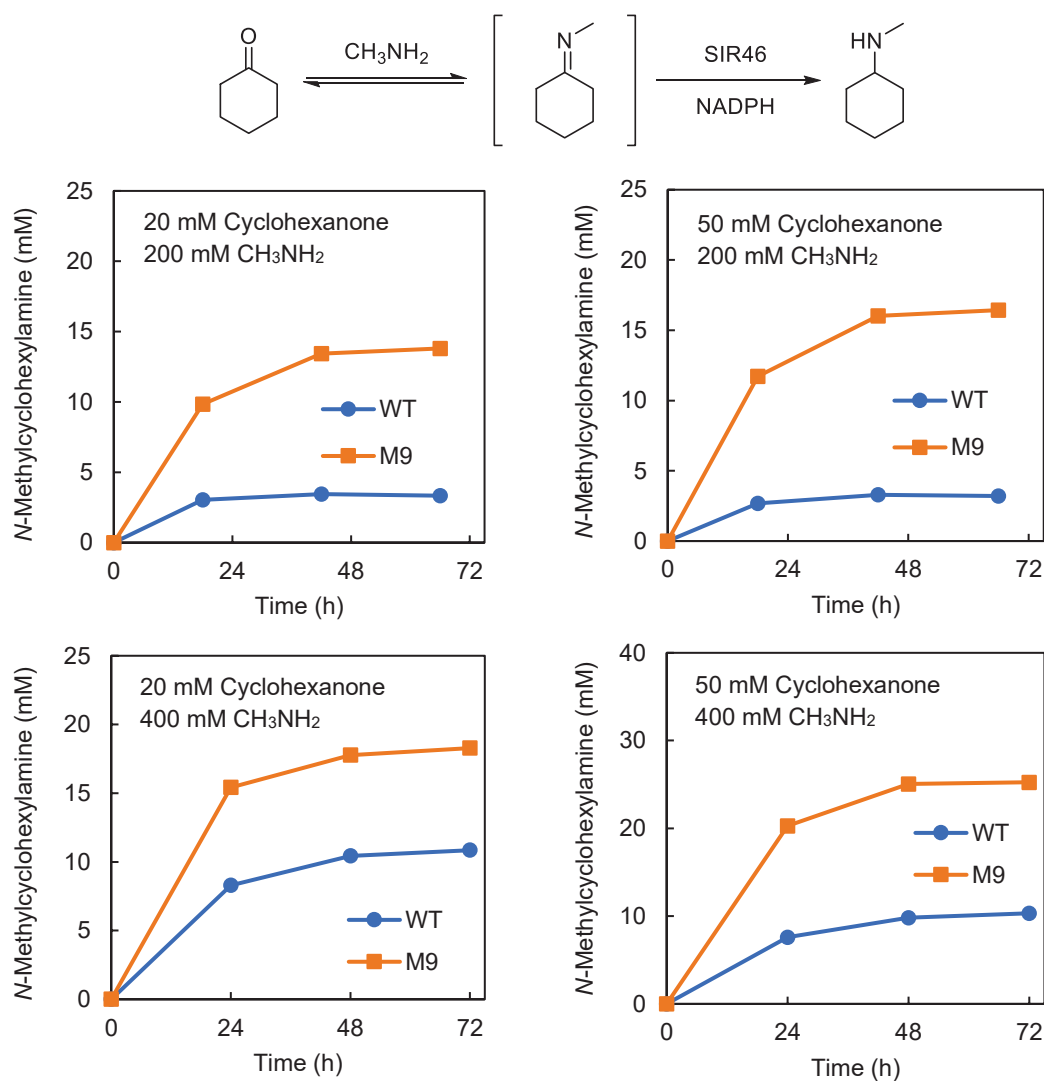 O
CH₃NH₂
N
SIR46
NADPH
HN
20 mM Cyclohexanone
200 mM CH₃NH₂
N-Methylcyclohexylamine (mM)
25
20
15
10
5
0
WT
M9
0 24 48 72
Time (h)
50 mM Cyclohexanone
200 mM CH₃NH₂
N-Methylcyclohexylamine (mM)
25
20
15
10
5
0
WT
M9
0 24 48 72
Time (h)
20 mM Cyclohexanone
400 mM CH₃NH₂
N-Methylcyclohexylamine (mM)
25
20
15
10
5
0
WT
M9
0 24 48 72
Time (h)
50 mM Cyclohexanone
400 mM CH₃NH₂
N-Methylcyclohexylamine (mM)
40
30
20
10
0
WT
M9
0 24 48 72
Time (h)